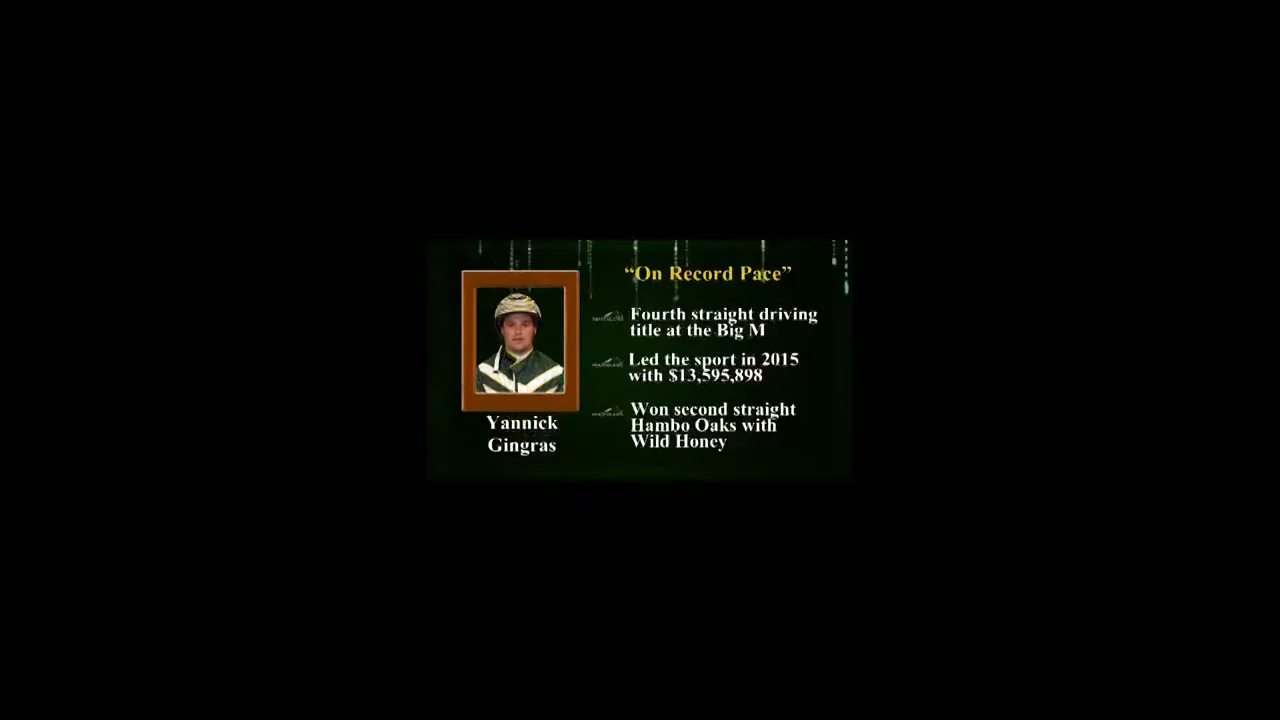 “On Record Pace”
Fourth straight driving
title at the Big M
Led the sport in 2015
with $13,595,898
Won second straight
Hambo Oaks with
Wild Honey
Yannick
Gingras